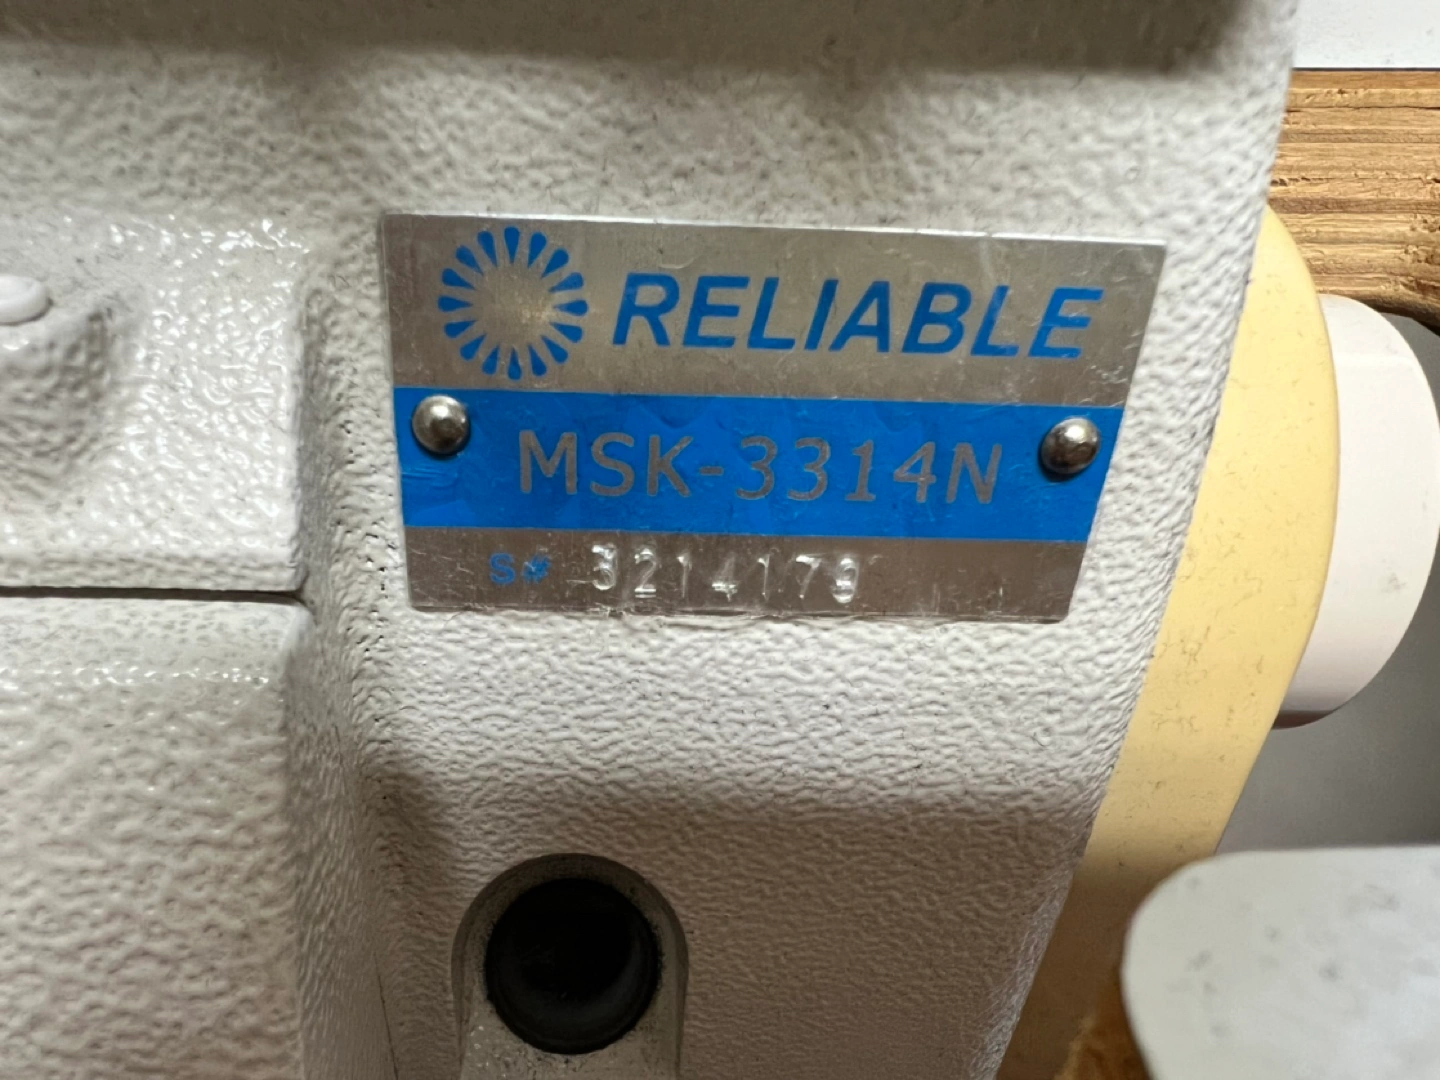 RELIABLE
MSK-3314N
S# 3214179